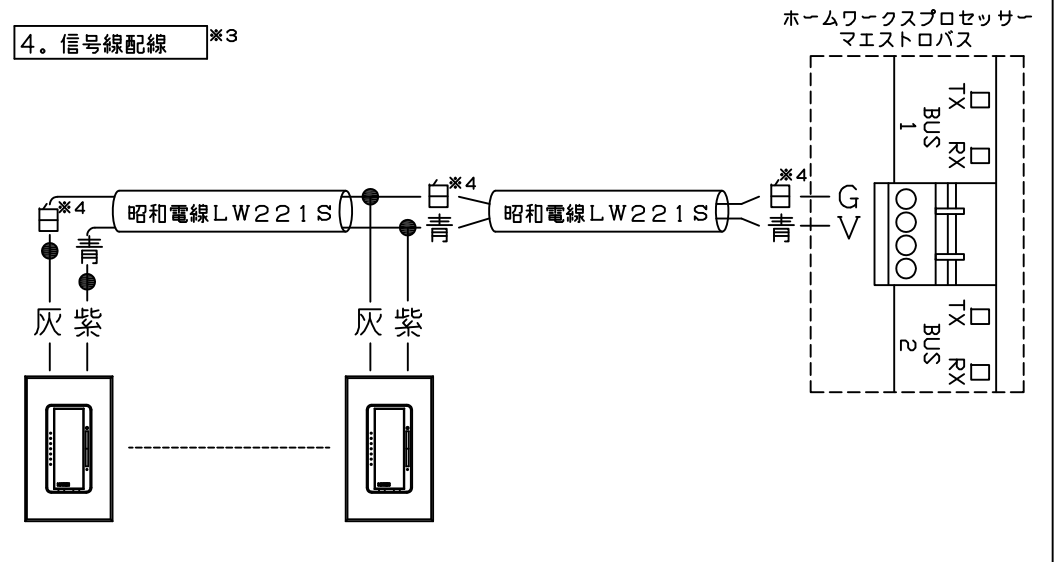 ホームワークスプロセッサー
マエストロバス
4。信号線配線 ※3
TX
BUS
1
RX
白 ※4
青
昭和電線LW221S
白 ※4
青
昭和電線LW221S
白 ※4
青
G
V
灰 紫
灰 紫
TX
BUS
2
RX